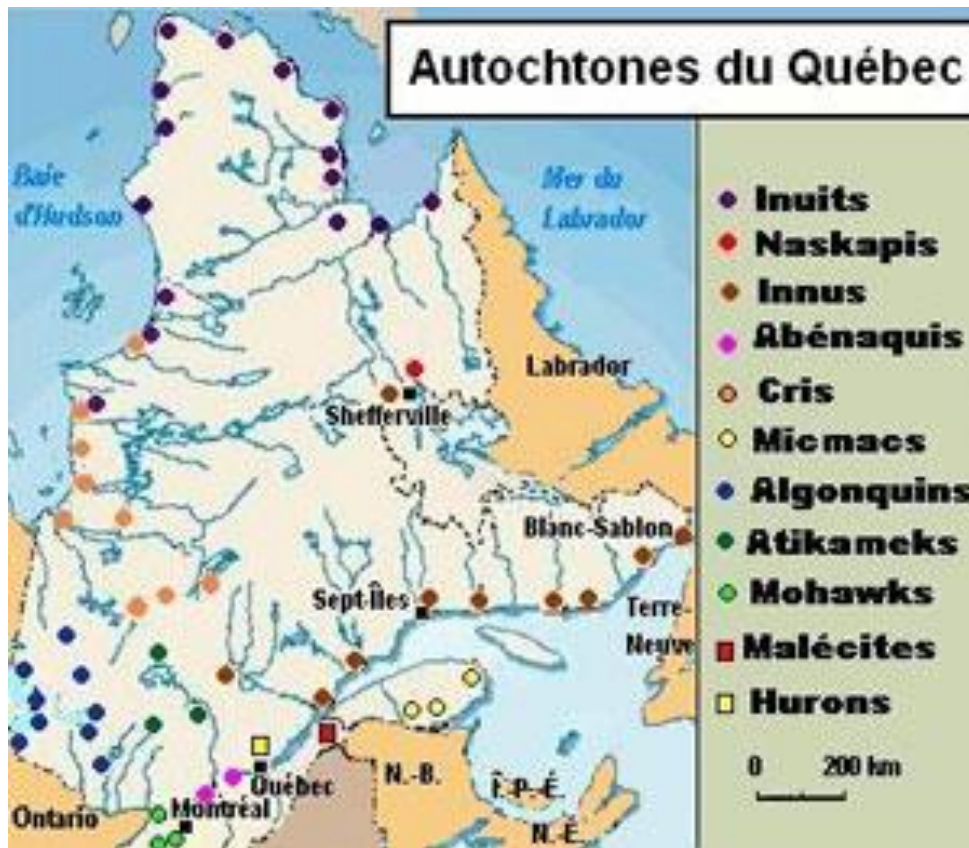 Autochtones du Québec
Baie
d'Hudson
Mer du
Labrador
Inuits
Naskapis
Innus
Abénaquis
Cris
Micmacs
Algonquins
Atikameks
Mohawks
Malécites
Hurons
0 200 km
Labrador
Shefferville
Blanc-Sablon
Sept-Îles
Terre-
Neuve
Québec
Montréal
Ontario
N.-B.
Î.-P.-É.
N.-É.